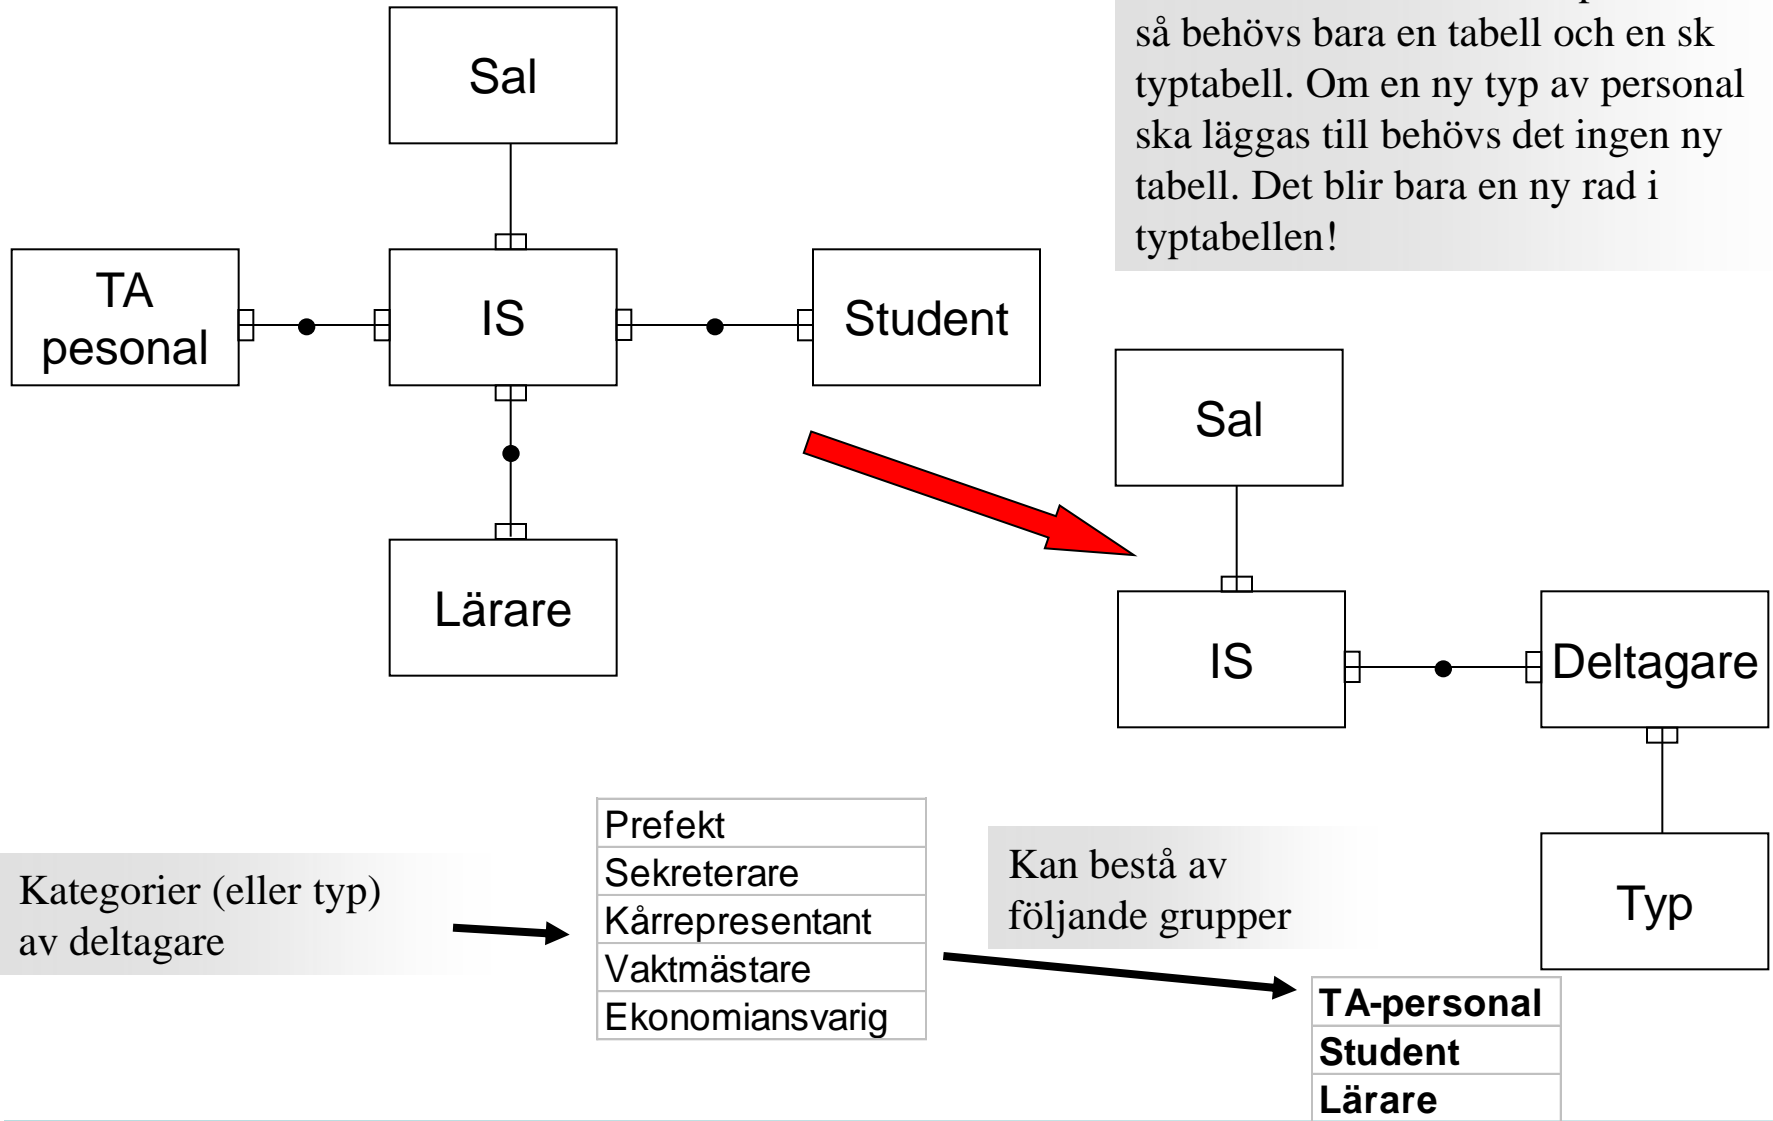 så behövs bara en tabell och en sk
typtabell. Om en ny typ av personal
ska läggas till behövs det ingen ny
tabell. Det blir bara en ny rad i
typtabellen!
Sal
TA
pesonal
IS
Student
Lärare
Sal
IS
Deltagare
Typ
Kategorier (eller typ)
av deltagare
Prefekt
Sekreterare
Kårrepresentant
Vaktmästare
Ekonomiansvarig
Kan bestå av
följande grupper
TA-personal
Student
Lärare